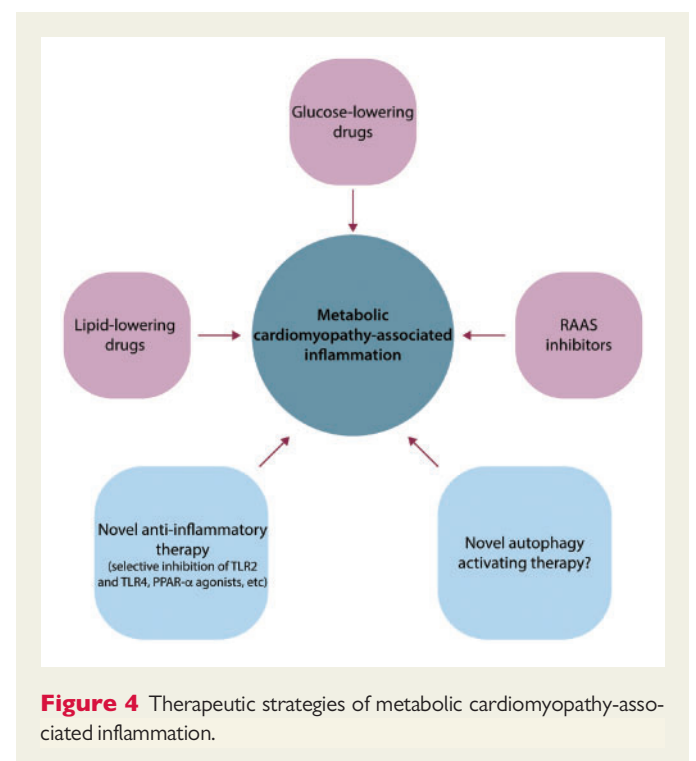 Glucose-lowering
drugs
Lipid-lowering
drugs
Metabolic
cardiomyopathy-associated
inflammation
RAAS
inhibitors
Novel anti-inflammatory
therapy
(selective inhibition of TLR2
and TLR4, PPAR-α agonists, etc)
Novel autophagy
activating therapy?
Figure 4 Therapeutic strategies of metabolic cardiomyopathy-asso-
ciated inflammation.